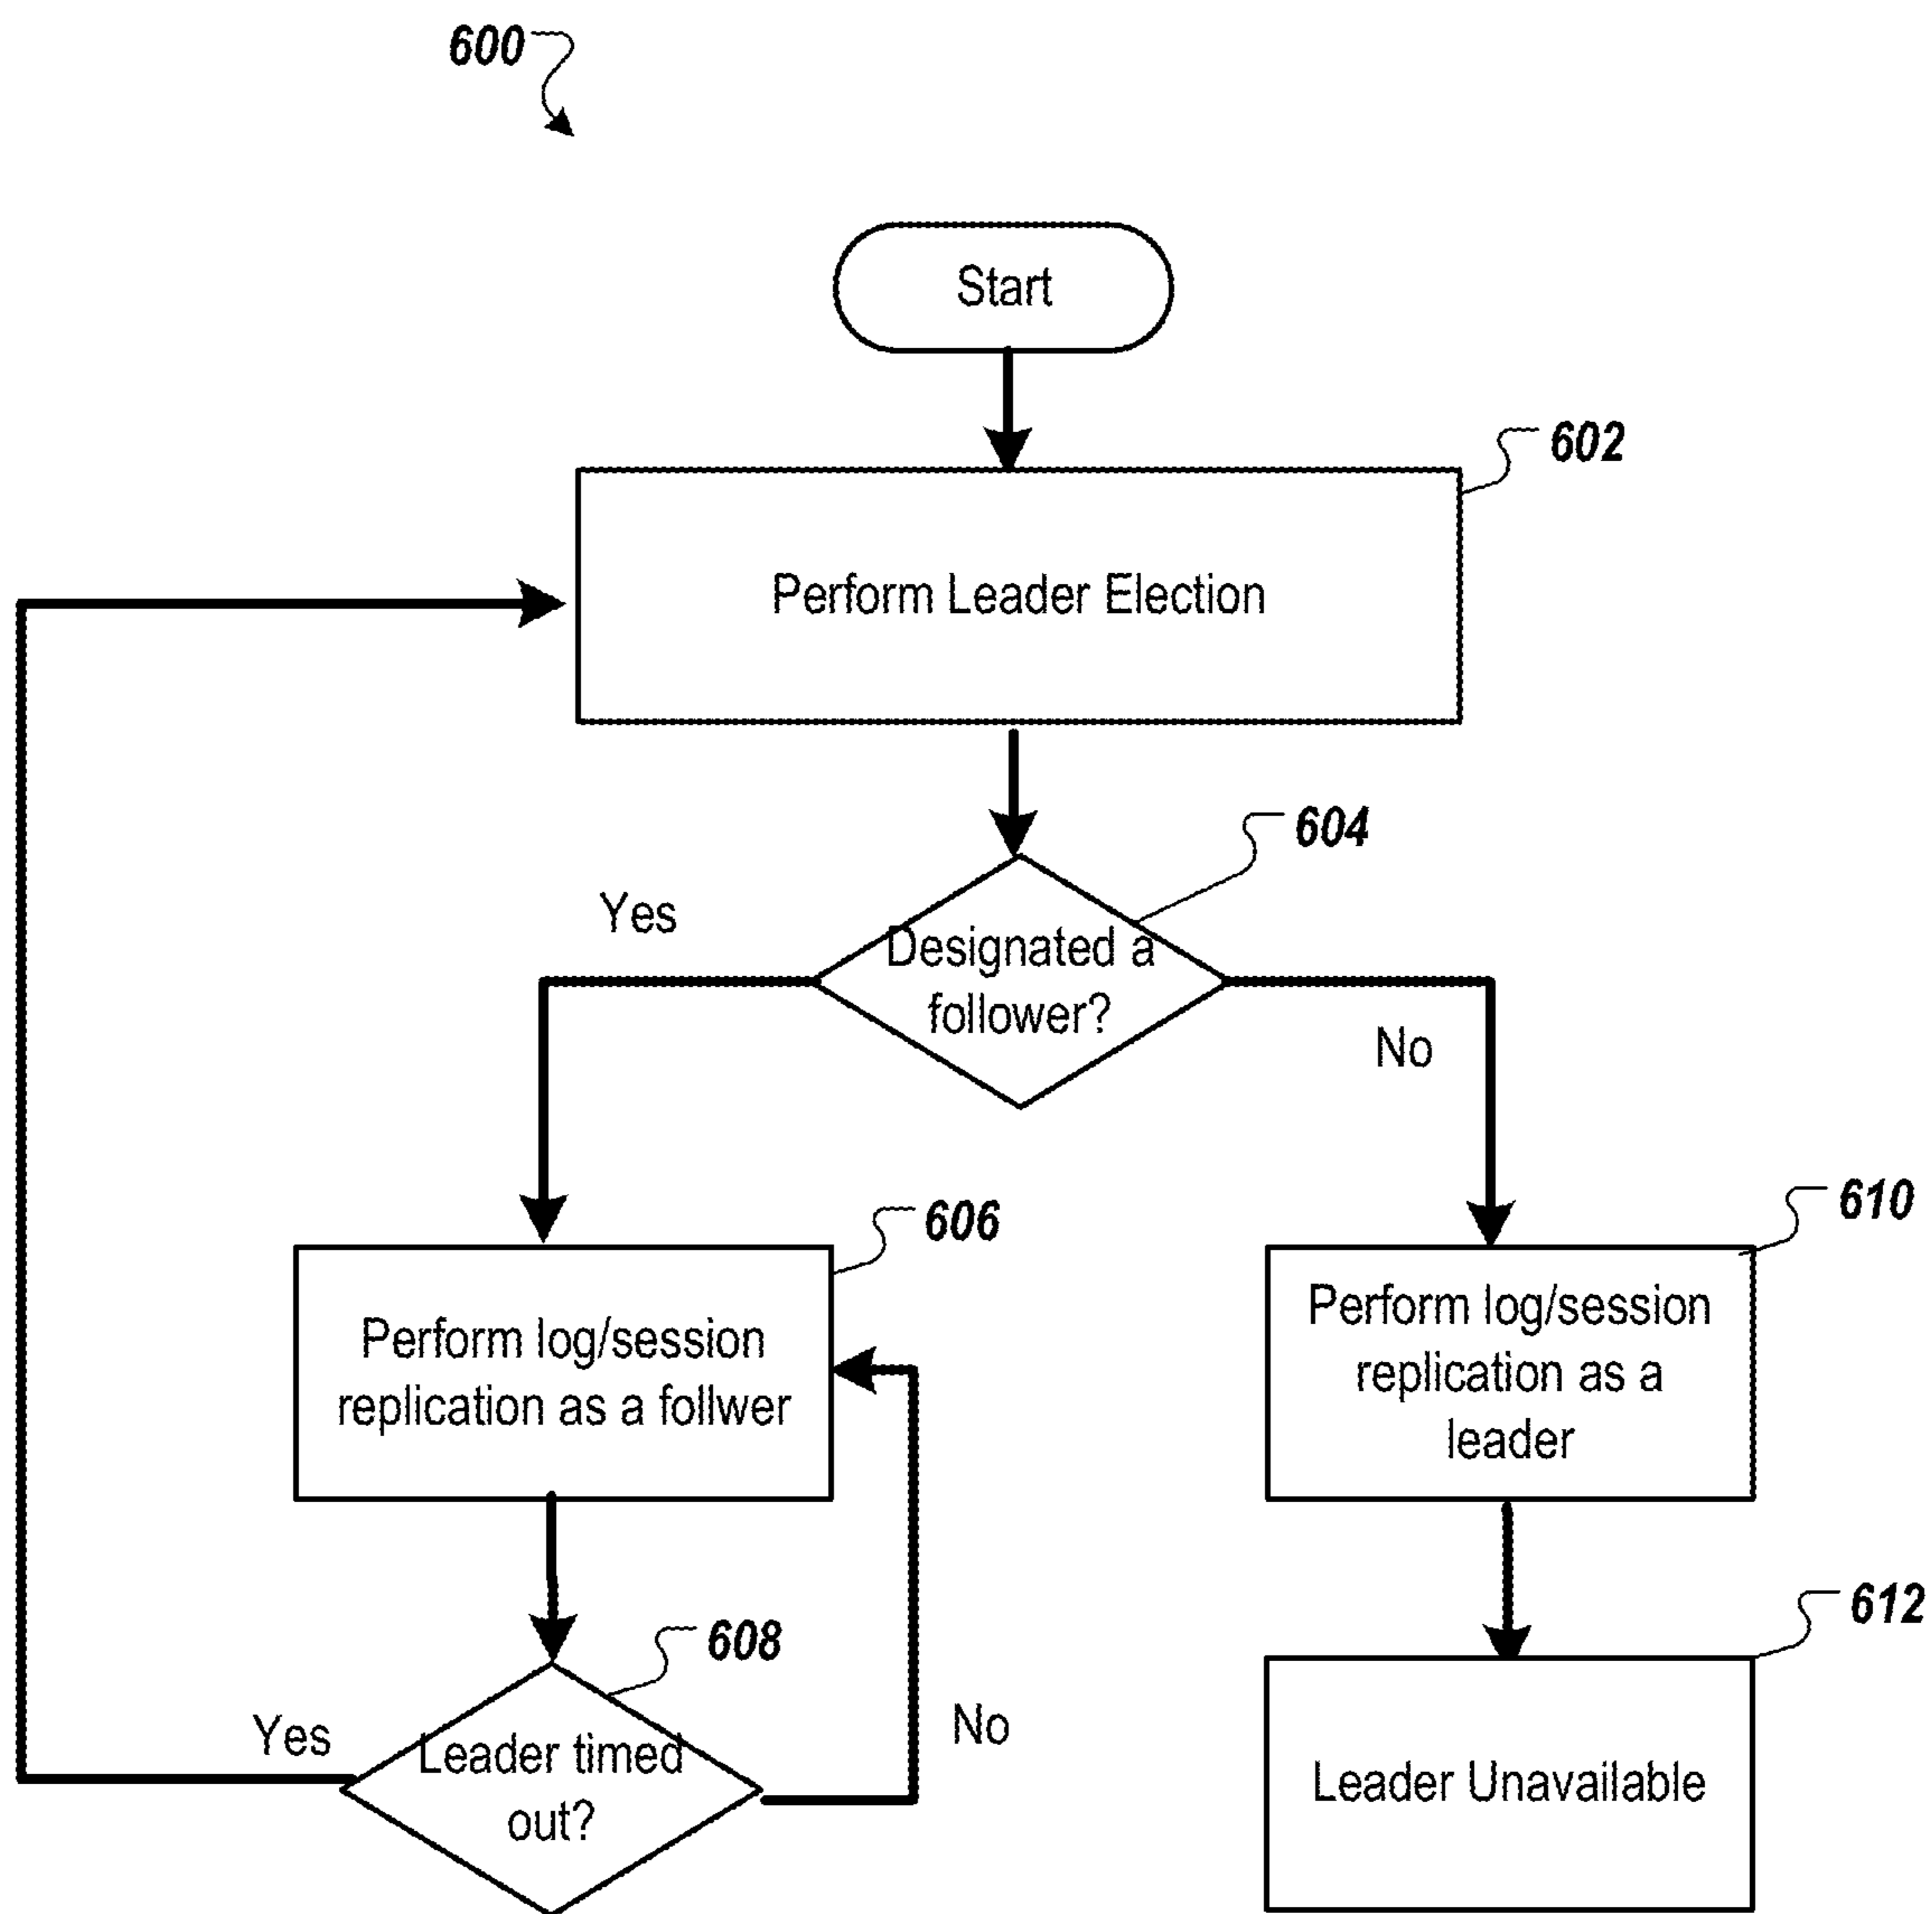 600
Start
602
Perform Leader Election
604
Yes
Designated a
follower?
No
606
610
Perform log/session
replication as a follwer
Perform log/session
replication as a
leader
608
612
Yes
Leader timed
out?
No
Leader Unavailable